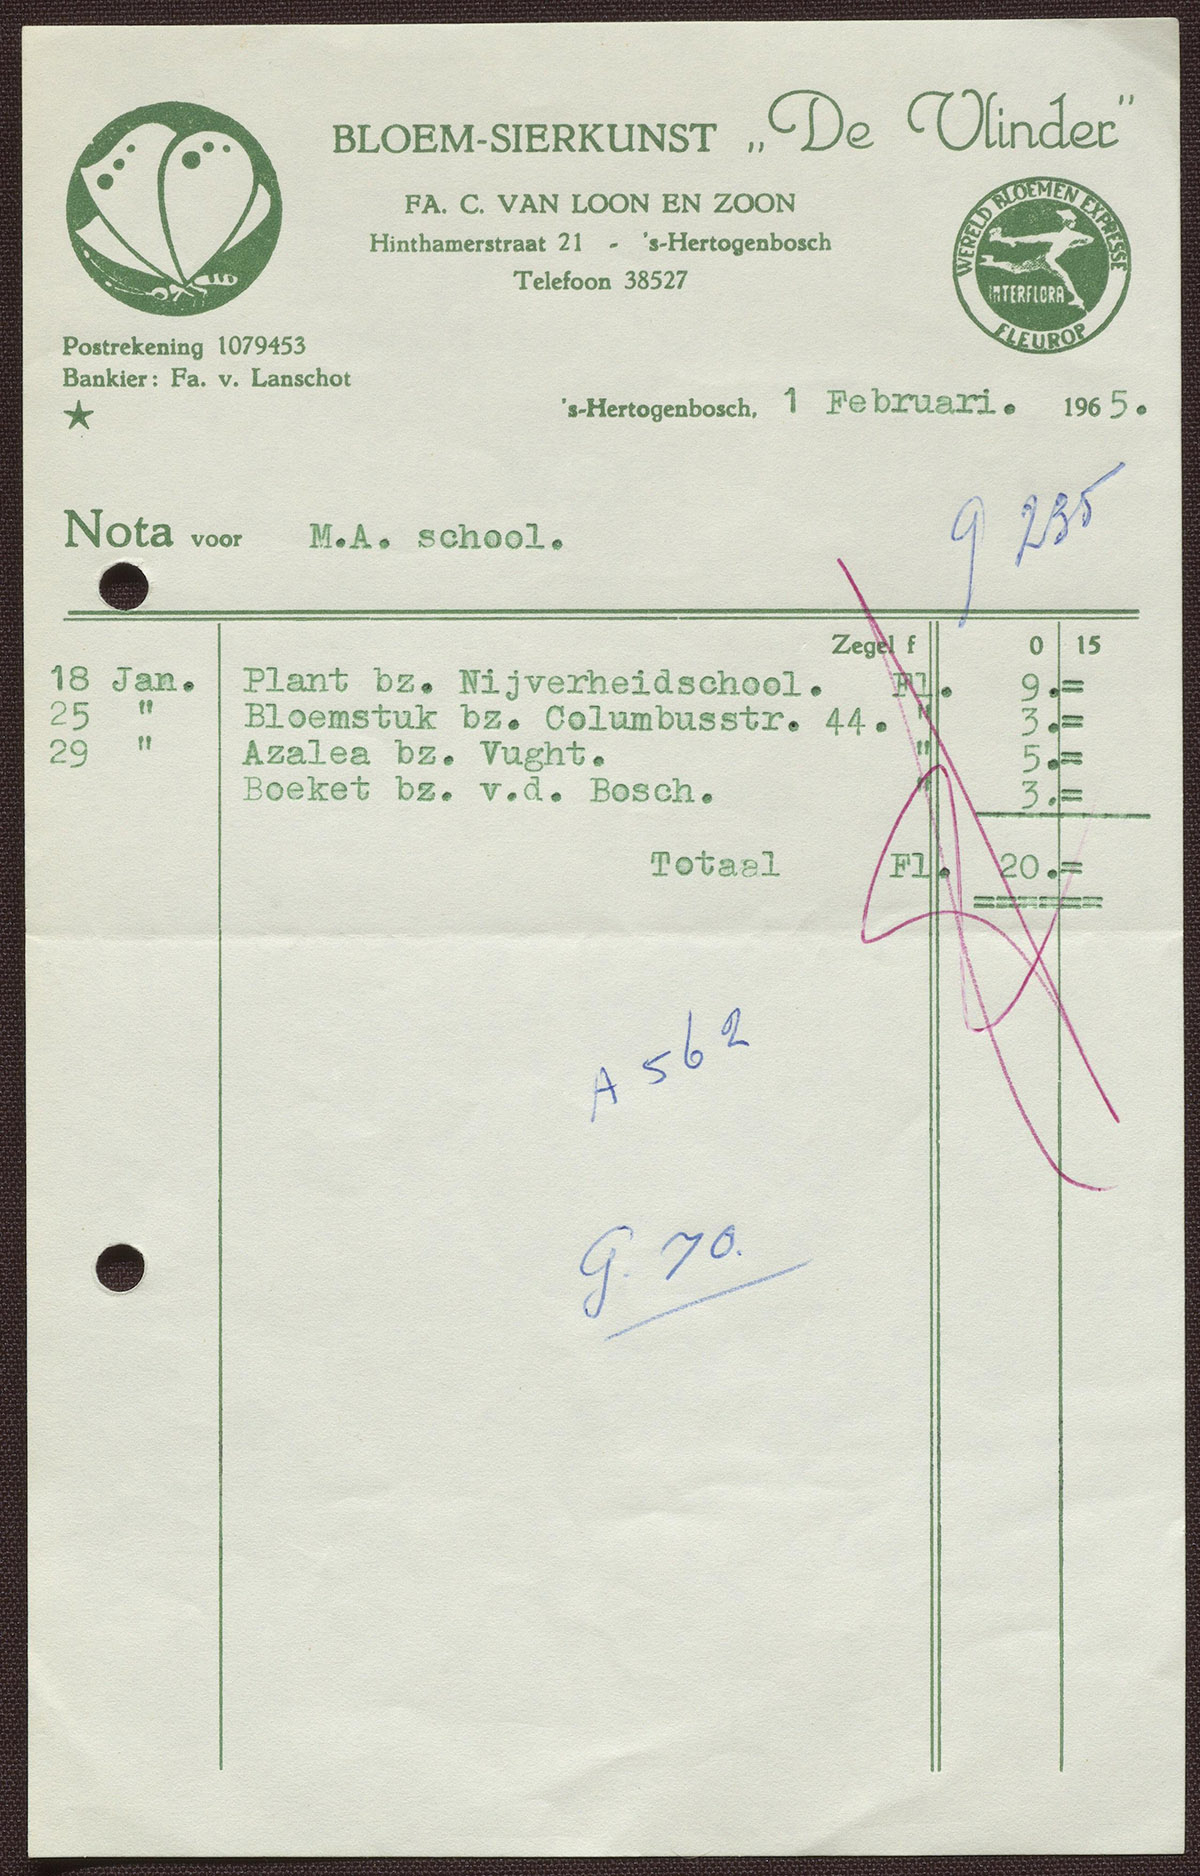 BLOEM-SIERKUNST „De Vlinder”
FA. C. VAN LOON EN ZOON
Hinthamerstraat 21 - 's-Hertogenbosch
Telefoon 38527
WERELD BLOEMEN EXPRESSE
INTERFLORA
FLEUROP
Postrekening 1079453
Bankier: Fa. v. Lanschot
's-Hertogenbosch, 1 Februari. 1965.
g 235
Nota voor M.A. school.
Zegel f 0 15
18 Jan. Plant bz. Nijverheidschool. Fl. 9.=
25 " Bloemstuk bz. Columbusstr. 44. " 3.=
29 " Azalea bz. Vught. " 5.=
Boeket bz. v.d. Bosch. " 3.=
Totaal Fl. 20.=
======
A 562
G. 70.